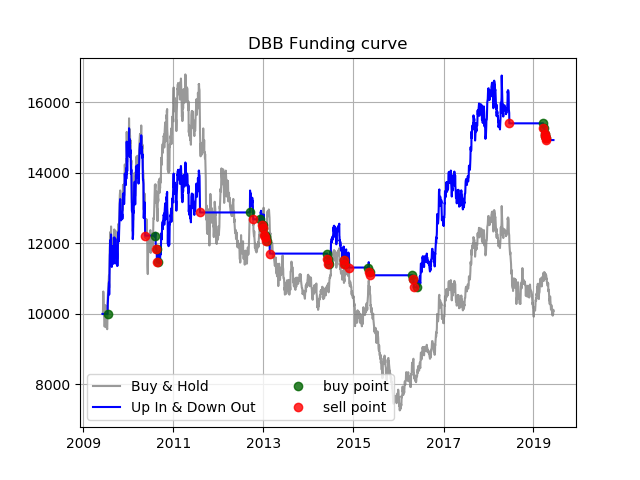 DBB Funding curve
16000
14000
12000
10000
8000
2009 2011 2013 2015 2017 2019
Buy & Hold
Up In & Down Out
buy point
sell point